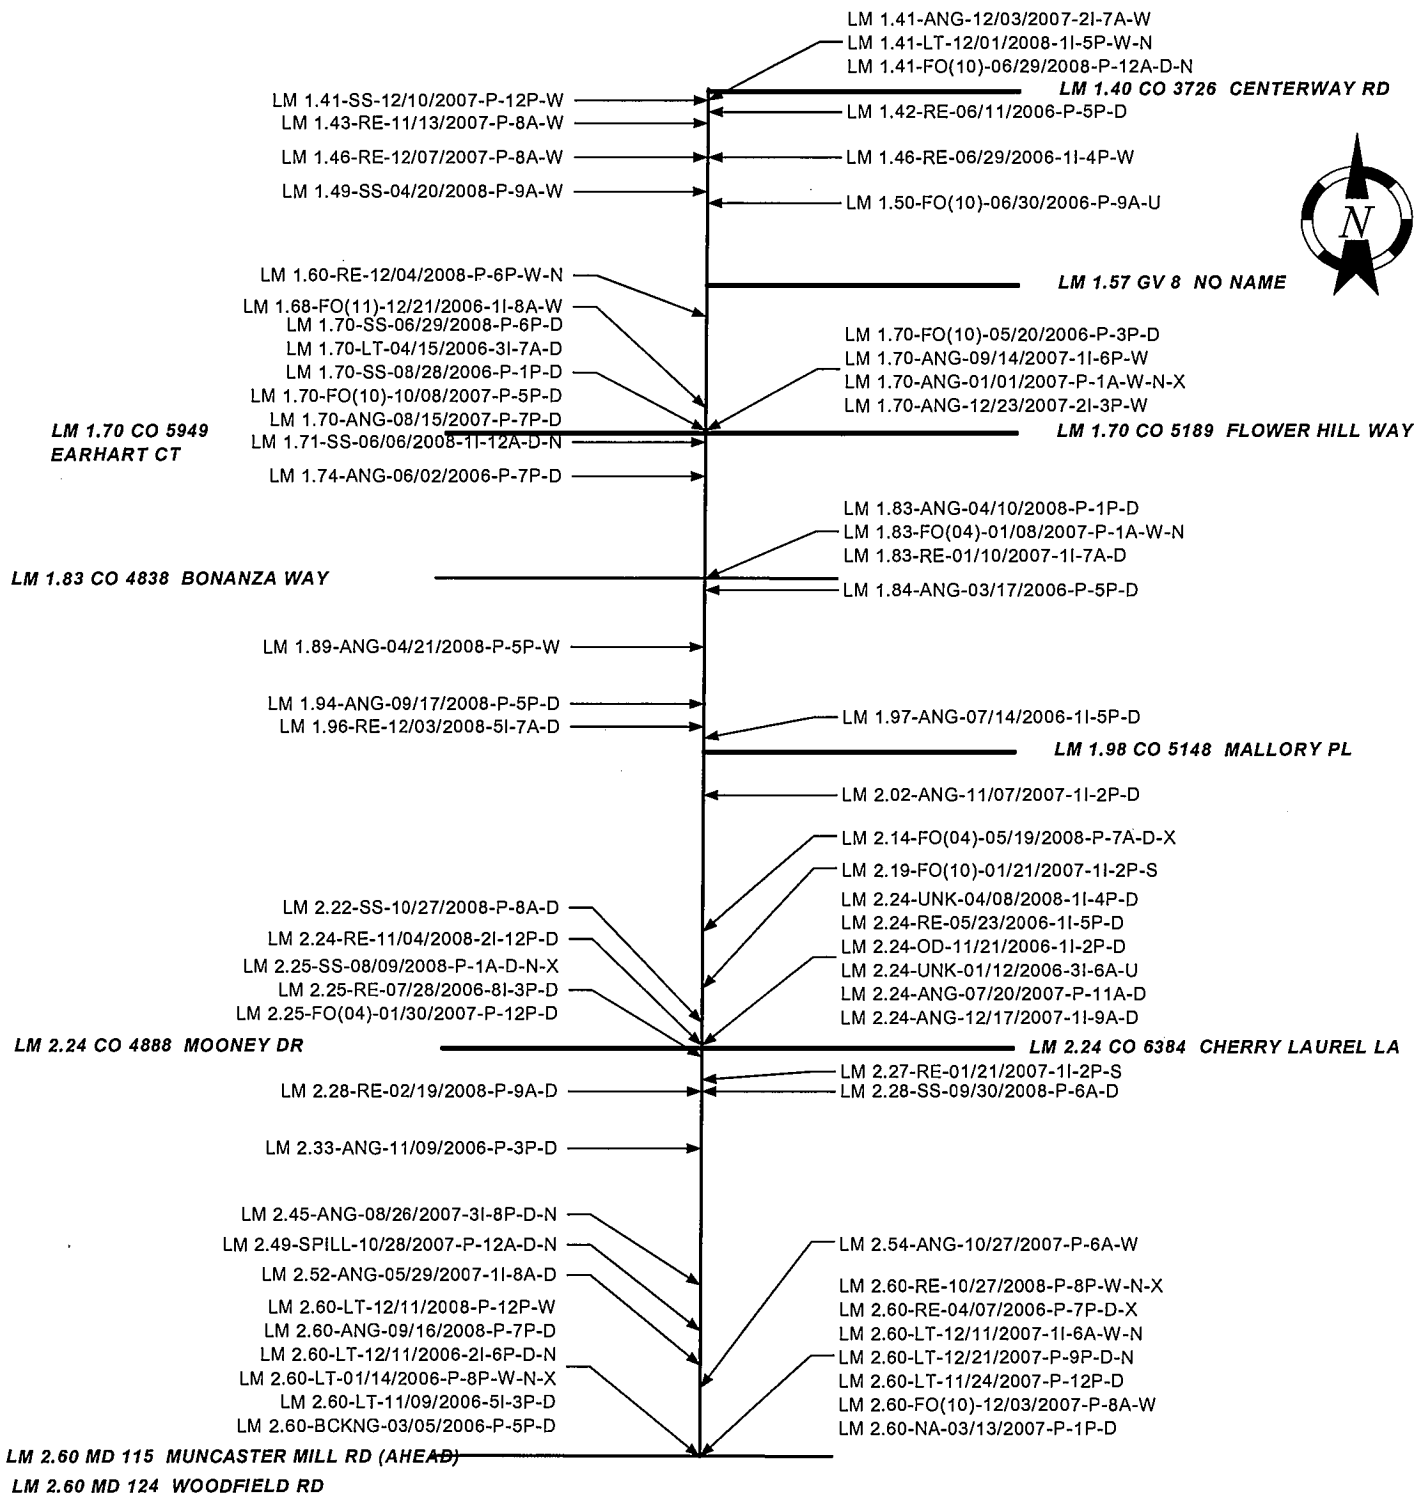 LM 1.41-ANG-12/03/2007-2I-7A-W
LM 1.41-LT-12/01/2008-1I-5P-W-N
LM 1.41-FO(10)-06/29/2008-P-12A-D-N
LM 1.40 CO 3726 CENTERWAY RD
LM 1.41-SS-12/10/2007-P-12P-W
LM 1.42-RE-06/11/2006-P-5P-D
LM 1.43-RE-11/13/2007-P-8A-W
LM 1.46-RE-12/07/2007-P-8A-W
LM 1.46-RE-06/29/2006-1I-4P-W
LM 1.49-SS-04/20/2008-P-9A-W
LM 1.50-FO(10)-06/30/2006-P-9A-U
N
LM 1.60-RE-12/04/2008-P-6P-W-N
LM 1.57 GV 8 NO NAME
LM 1.68-FO(11)-12/21/2006-1I-8A-W
LM 1.70-SS-06/29/2008-P-6P-D
LM 1.70-LT-04/15/2006-3I-7A-D
LM 1.70-SS-08/28/2006-P-1P-D
LM 1.70-FO(10)-10/08/2007-P-5P-D
LM 1.70-ANG-08/15/2007-P-7P-D
LM 1.71-SS-06/06/2008-1I-12A-D-N
LM 1.70-FO(10)-05/20/2006-P-3P-D
LM 1.70-ANG-09/14/2007-1I-6P-W
LM 1.70-ANG-01/01/2007-P-1A-W-N-X
LM 1.70-ANG-12/23/2007-2I-3P-W
LM 1.70 CO 5949
EARHART CT
LM 1.70 CO 5189 FLOWER HILL WAY
LM 1.74-ANG-06/02/2006-P-7P-D
LM 1.83-ANG-04/10/2008-P-1P-D
LM 1.83-FO(04)-01/08/2007-P-1A-W-N
LM 1.83-RE-01/10/2007-1I-7A-D
LM 1.83 CO 4838 BONANZA WAY
LM 1.84-ANG-03/17/2006-P-5P-D
LM 1.89-ANG-04/21/2008-P-5P-W
LM 1.94-ANG-09/17/2008-P-5P-D
LM 1.96-RE-12/03/2008-5I-7A-D
LM 1.97-ANG-07/14/2006-1I-5P-D
LM 1.98 CO 5148 MALLORY PL
LM 2.02-ANG-11/07/2007-1I-2P-D
LM 2.14-FO(04)-05/19/2008-P-7A-D-X
LM 2.19-FO(10)-01/21/2007-1I-2P-S
LM 2.24-UNK-04/08/2008-1I-4P-D
LM 2.24-RE-05/23/2006-1I-5P-D
LM 2.24-OD-11/21/2006-1I-2P-D
LM 2.24-UNK-01/12/2006-3I-6A-U
LM 2.24-ANG-07/20/2007-P-11A-D
LM 2.24-ANG-12/17/2007-1I-9A-D
LM 2.22-SS-10/27/2008-P-8A-D
LM 2.24-RE-11/04/2008-2I-12P-D
LM 2.25-SS-08/09/2008-P-1A-D-N-X
LM 2.25-RE-07/28/2006-8I-3P-D
LM 2.25-FO(04)-01/30/2007-P-12P-D
LM 2.24 CO 4888 MOONEY DR
LM 2.24 CO 6384 CHERRY LAUREL LA
LM 2.27-RE-01/21/2007-1I-2P-S
LM 2.28-RE-02/19/2008-P-9A-D
LM 2.28-SS-09/30/2008-P-6A-D
LM 2.33-ANG-11/09/2006-P-3P-D
LM 2.45-ANG-08/26/2007-3I-8P-D-N
LM 2.49-SPILL-10/28/2007-P-12A-D-N
LM 2.52-ANG-05/29/2007-1I-8A-D
LM 2.60-LT-12/11/2008-P-12P-W
LM 2.60-ANG-09/16/2008-P-7P-D
LM 2.60-LT-12/11/2006-2I-6P-D-N
LM 2.60-LT-01/14/2006-P-8P-W-N-X
LM 2.60-LT-11/09/2006-5I-3P-D
LM 2.60-BCKNG-03/05/2006-P-5P-D
LM 2.54-ANG-10/27/2007-P-6A-W
LM 2.60-RE-10/27/2008-P-8P-W-N-X
LM 2.60-RE-04/07/2006-P-7P-D-X
LM 2.60-LT-12/11/2007-1I-6A-W-N
LM 2.60-LT-12/21/2007-P-9P-D-N
LM 2.60-LT-11/24/2007-P-12P-D
LM 2.60-FO(10)-12/03/2007-P-8A-W
LM 2.60-NA-03/13/2007-P-1P-D
LM 2.60 MD 115 MUNCASTER MILL RD (AHEAD)
LM 2.60 MD 124 WOODFIELD RD